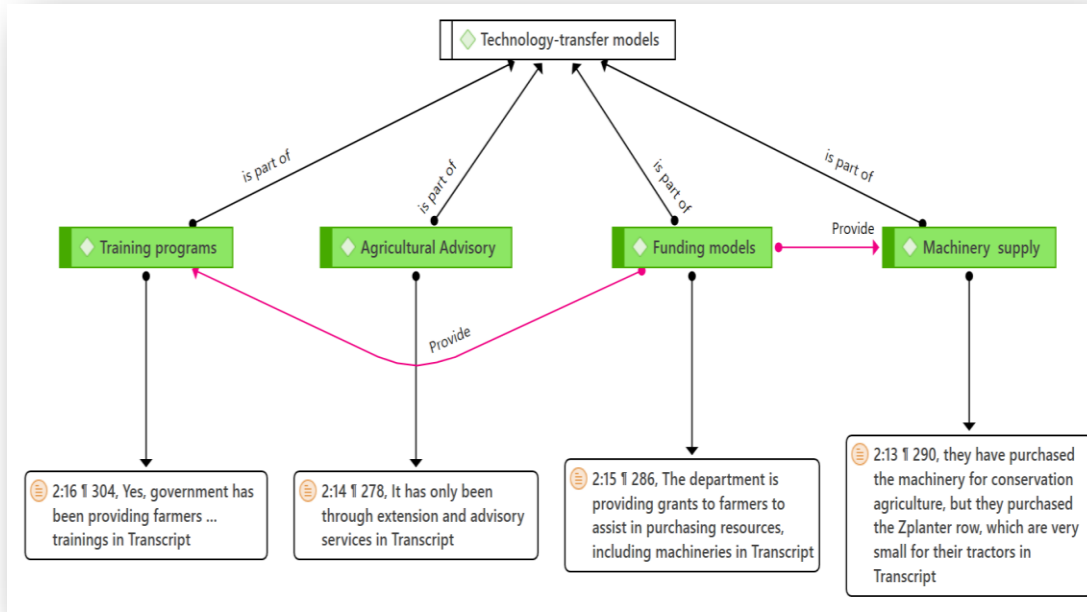 Technology-transfer models
is part of
is part of
is part of
is part of
Training programs
Agricultural Advisory
Funding models
Provide
Machinery supply
Provide
2:16 ¶ 304, Yes, government has
been providing farmers ...
trainings in Transcript
2:14 ¶ 278, It has only been
through extension and advisory
services in Transcript
2:15 ¶ 286, The department is
providing grants to farmers to
assist in purchasing resources,
including machineries in Transcript
2:13 ¶ 290, they have purchased
the machinery for conservation
agriculture, but they purchased
the Zplanter row, which are very
small for their tractors in
Transcript